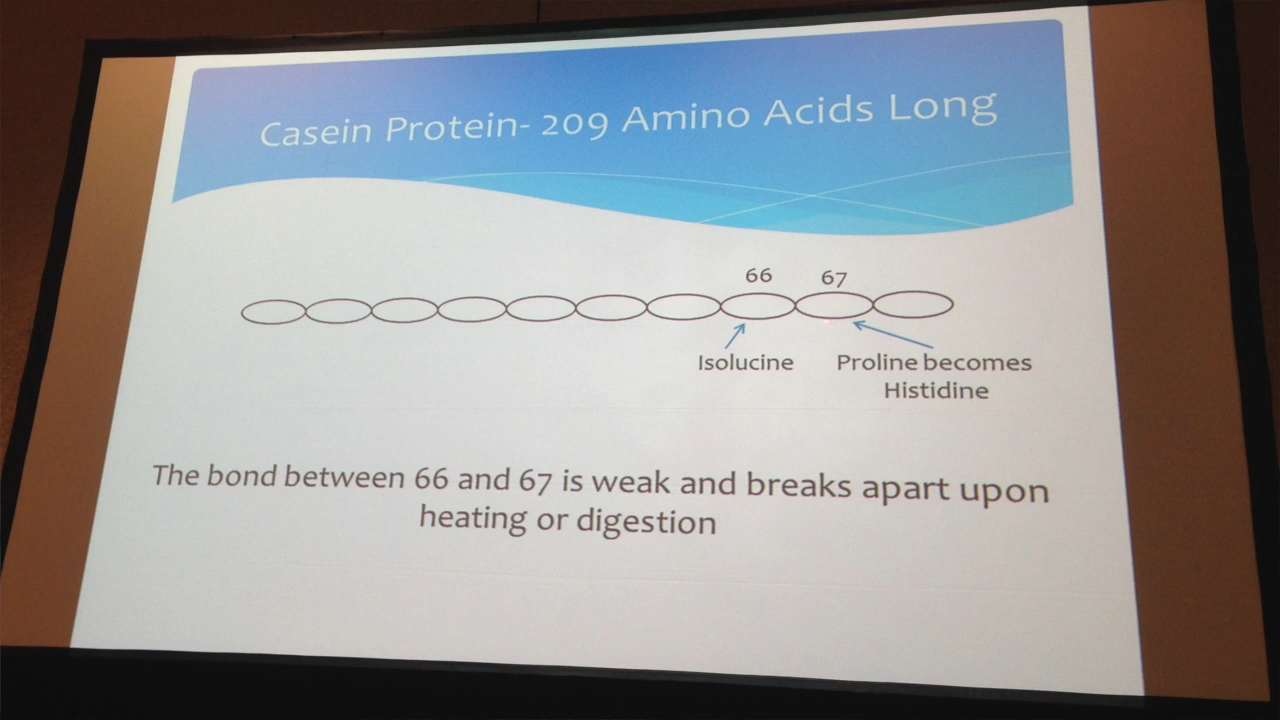 Casein Protein- 209 Amino Acids Long
66 67
Isolucine
Proline becomes
Histidine
The bond between 66 and 67 is weak and breaks apart upon
heating or digestion